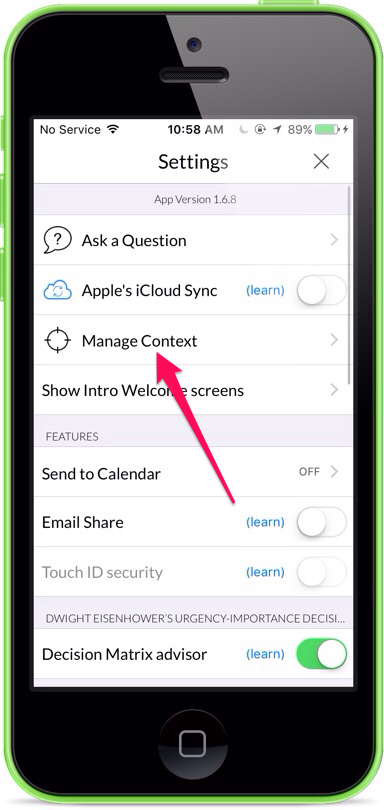 No Service 10:58 AM 89%
Settings
App Version 1.6.8
Ask a Question
Apple's iCloud Sync (learn)
Manage Context
Show Intro Welcome screens
FEATURES
Send to Calendar OFF
Email Share (learn)
Touch ID security (learn)
DWIGHT EISENHOWER'S URGENCY-IMPORTANCE DECISI...
Decision Matrix advisor (learn)